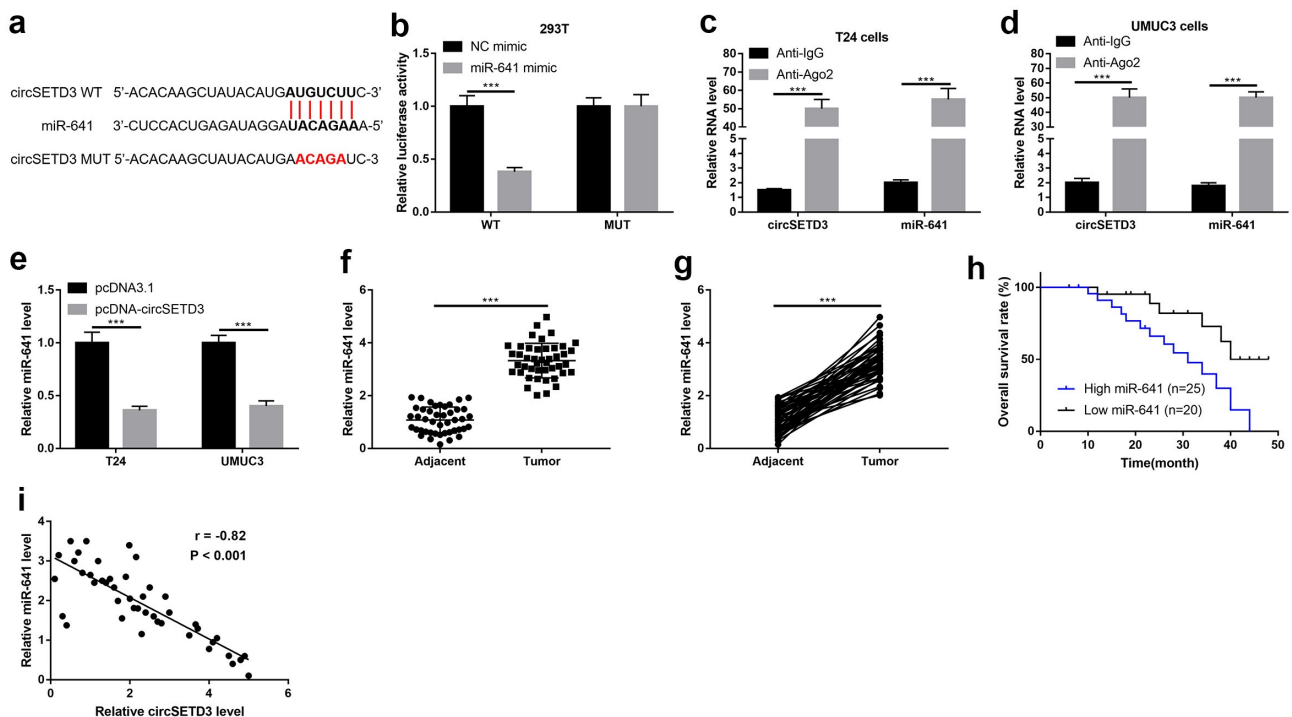 a
circSETD3 WT 5'-ACACAAGCUAUACAUGAUGUCUUC-3'
miR-641 3'-CUCCACUGAGAUAGGAUACAGAAA-5'
circSETD3 MUT 5'-ACACAAGCUAUACAUGAACAGAUC-3
b
293T
NC mimic
miR-641 mimic
Relative luciferase activity
1.5
1.0
0.5
0.0
***
WT MUT
c
T24 cells
Anti-IgG
Anti-Ago2
Relative RNA level
80
70
60
50
40
30
5
4
3
2
1
0
*** ***
circSETD3 miR-641
d
UMUC3 cells
Anti-IgG
Anti-Ago2
Relative RNA level
80
70
60
50
40
30
5
4
3
2
1
0
*** ***
circSETD3 miR-641
e
pcDNA3.1
pcDNA-circSETD3
Relative miR-641 level
1.5
1.0
0.5
0.0
*** ***
T24 UMUC3
f
Relative miR-641 level
6
4
2
0
***
Adjacent Tumor
g
Relative miR-641 level
6
4
2
0
***
Adjacent Tumor
h
Overall survival rate (%)
100
50
0
High miR-641 (n=25)
Low miR-641 (n=20)
0 10 20 30 40 50
Time(month)
i
Relative miR-641 level
4
3
2
1
0
r = -0.82
P < 0.001
0 2 4 6
Relative circSETD3 level